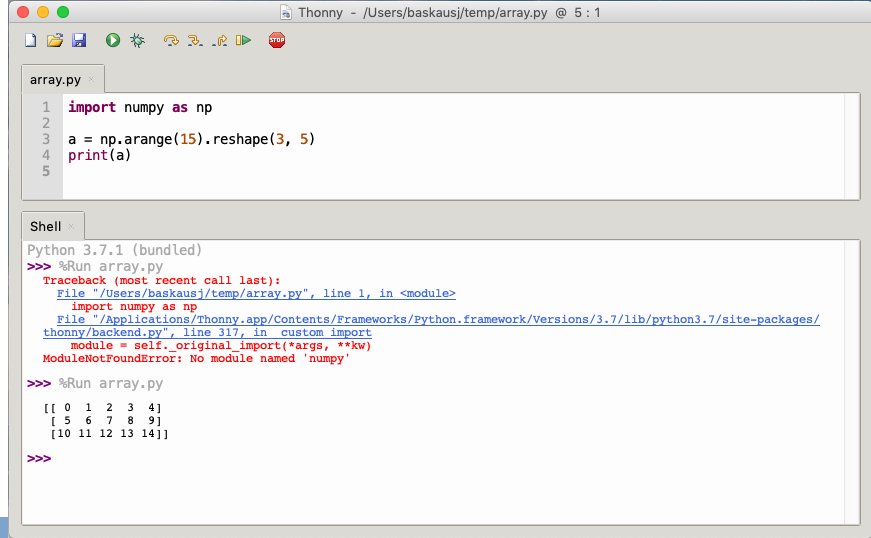 Thonny - /Users/baskausj/temp/array.py @ 5 : 1
STOP
array.py ×
1 import numpy as np
2
3 a = np.arange(15).reshape(3, 5)
4 print(a)
5
Shell ×
Python 3.7.1 (bundled)
>>> %Run array.py
Traceback (most recent call last):
File "/Users/baskausj/temp/array.py", line 1, in <module>
import numpy as np
File "/Applications/Thonny.app/Contents/Frameworks/Python.framework/Versions/3.7/lib/python3.7/site-packages/
thonny/backend.py", line 317, in _custom_import
module = self._original_import(*args, **kw)
ModuleNotFoundError: No module named 'numpy'
>>> %Run array.py
[[ 0 1 2 3 4]
[ 5 6 7 8 9]
[10 11 12 13 14]]
>>>